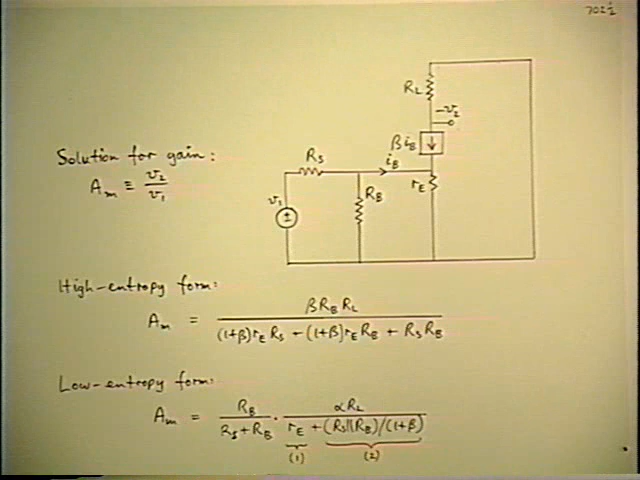 702½
R_L
-v₂
βi_B
i_B
R_S
R_B
r_E
v₁
±
Solution for gain:
A_m ≡ v₂/v₁
High-entropy form:
A_m = βR_B R_L / ((1+β)r_E R_S + (1+β)r_E R_B + R_S R_B)
Low-entropy form:
A_m = R_B/(R_S+R_B) · αR_L/(r_E + (R_S||R_B)/(1+β))
(1) (2)